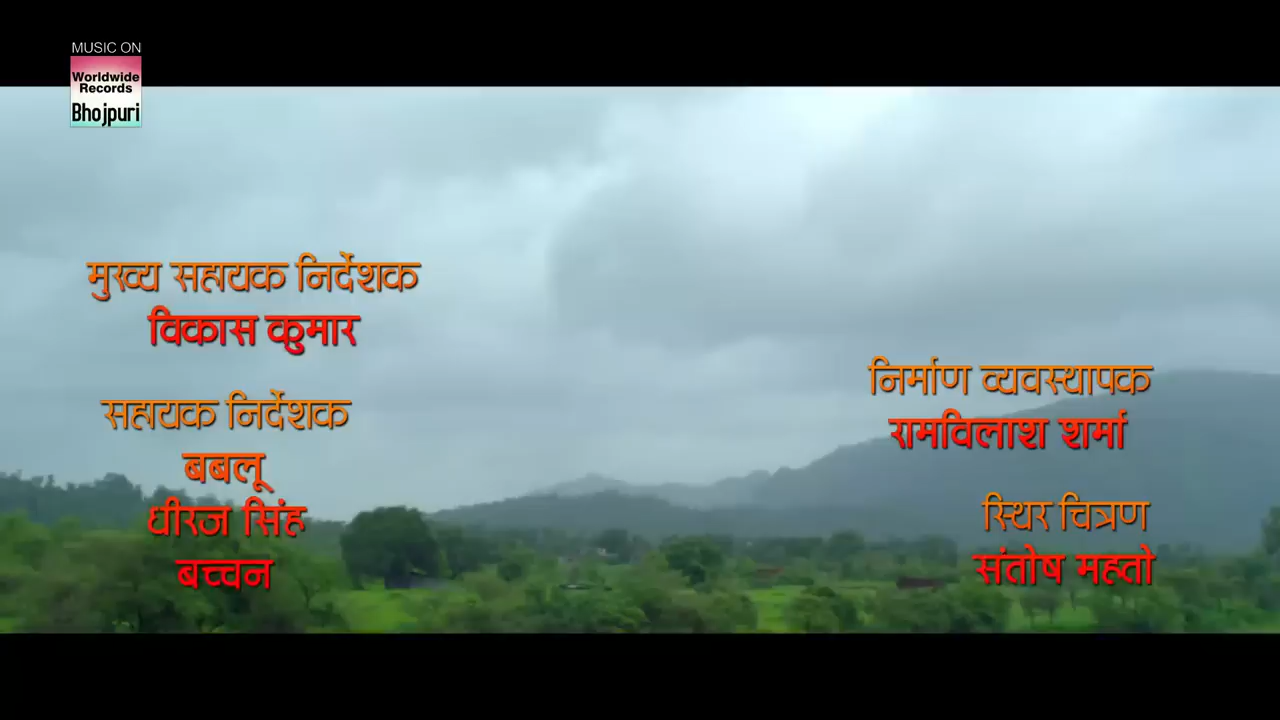 MUSIC ON
Worldwide
Records
Bhojpuri
मुख्य सहायक निर्देशक
विकास कुमार
सहायक निर्देशक
बबलू
धीरज सिंह
बच्चन
निर्माण व्यवस्थापक
रामविलाश शर्मा
स्थिर चित्रण
संतोष महतो